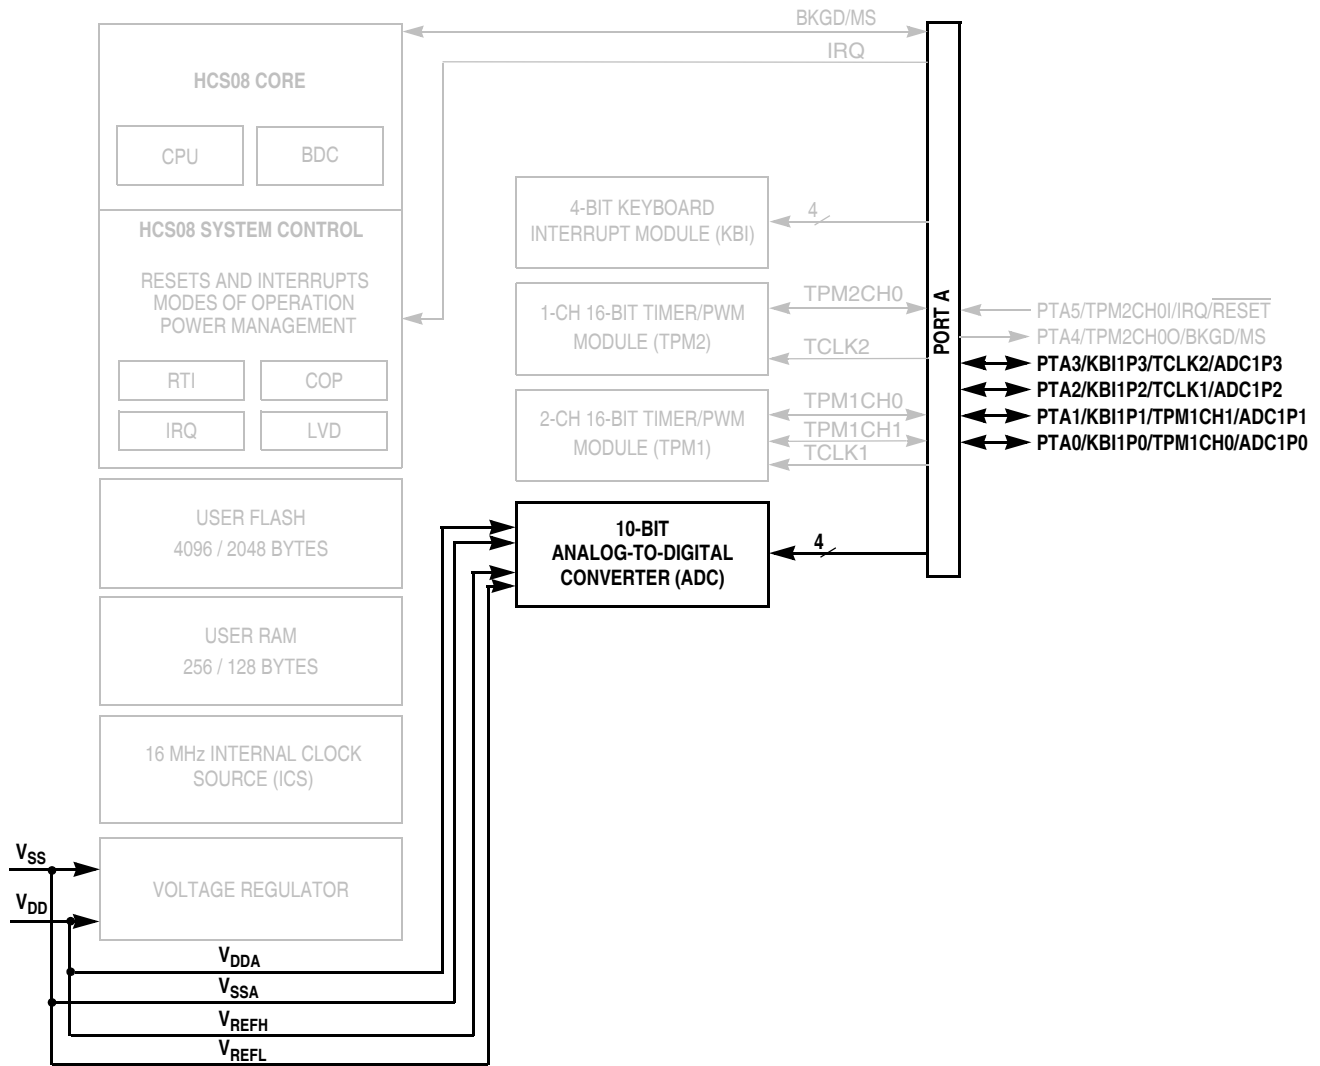 BKGD/MS
IRQ
HCS08 CORE
CPU
BDC
HCS08 SYSTEM CONTROL
RESETS AND INTERRUPTS
MODES OF OPERATION
POWER MANAGEMENT
RTI
COP
IRQ
LVD
USER FLASH
4096 / 2048 BYTES
USER RAM
256 / 128 BYTES
16 MHz INTERNAL CLOCK
SOURCE (ICS)
VOLTAGE REGULATOR
VSS
VDD
VDDA
VSSA
VREFH
VREFL
4-BIT KEYBOARD
INTERRUPT MODULE (KBI)
4
1-CH 16-BIT TIMER/PWM
MODULE (TPM2)
TPM2CH0
TCLK2
2-CH 16-BIT TIMER/PWM
MODULE (TPM1)
TPM1CH0
TPM1CH1
TCLK1
10-BIT
ANALOG-TO-DIGITAL
CONVERTER (ADC)
4
PORT A
PTA5/TPM2CH0I/IRQ/RESET
PTA4/TPM2CH0O/BKGD/MS
PTA3/KBI1P3/TCLK2/ADC1P3
PTA2/KBI1P2/TCLK1/ADC1P2
PTA1/KBI1P1/TPM1CH1/ADC1P1
PTA0/KBI1P0/TPM1CH0/ADC1P0